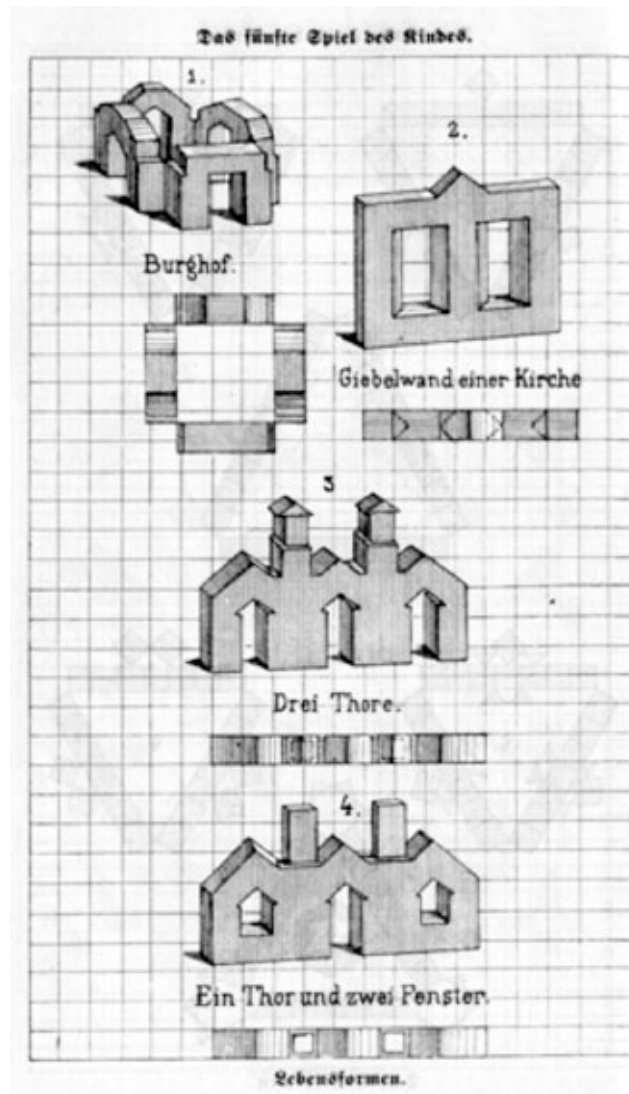 Das fünfte Spiel des Kindes.
1.
2.
Burghof.
Giebelwand einer Kirche
3
Drei Thore.
4.
Ein Thor und zwei Fenster.
Lebensformen.